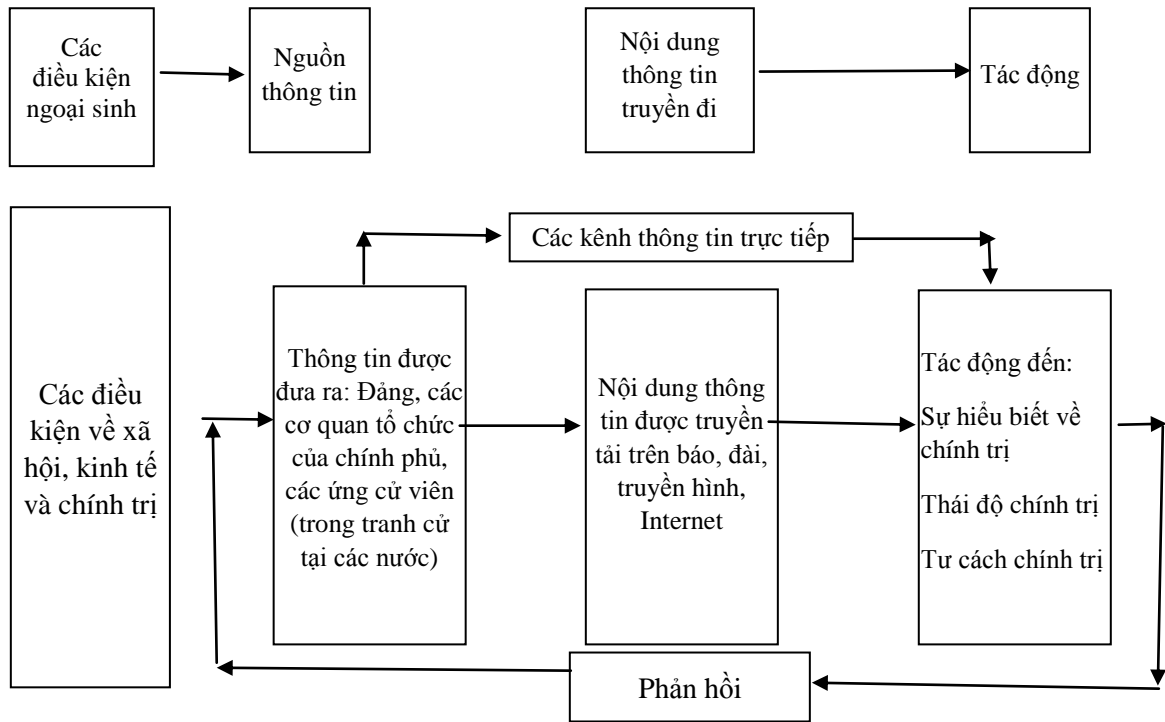 Các
điều kiện
ngoại sinh
Nguồn
thông tin
Nội dung
thông tin
truyền đi
Tác động
Các kênh thông tin trực tiếp
Các điều
kiện về xã
hội, kinh tế
và chính trị
Thông tin được
đưa ra: Đảng, các
cơ quan tổ chức
của chính phủ,
các ứng cử viên
(trong tranh cử
tại các nước)
Nội dung thông
tin được truyền
tải trên báo, đài,
truyền hình,
Internet
Tác động đến:
Sự hiểu biết về
chính trị
Thái độ chính trị
Tư cách chính trị
Phản hồi